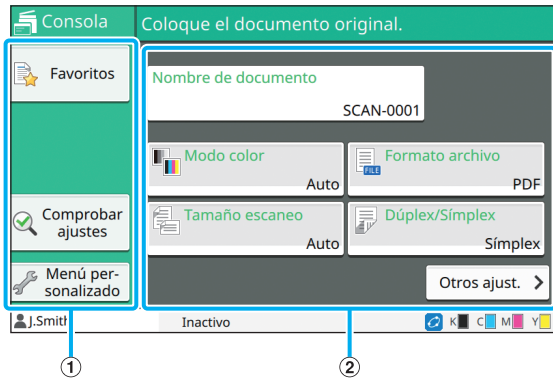 Consola
Coloque el documento original.
Favoritos
Comprobar
ajustes
Menú per-
sonalizado
Nombre de documento
SCAN-0001
Modo color
Auto
Formato archivo
FILE
PDF
Tamaño escaneo
Auto
Dúplex/Símplex
Símplex
Otros ajust.
J.Smith
Inactivo
K C M Y
1
2